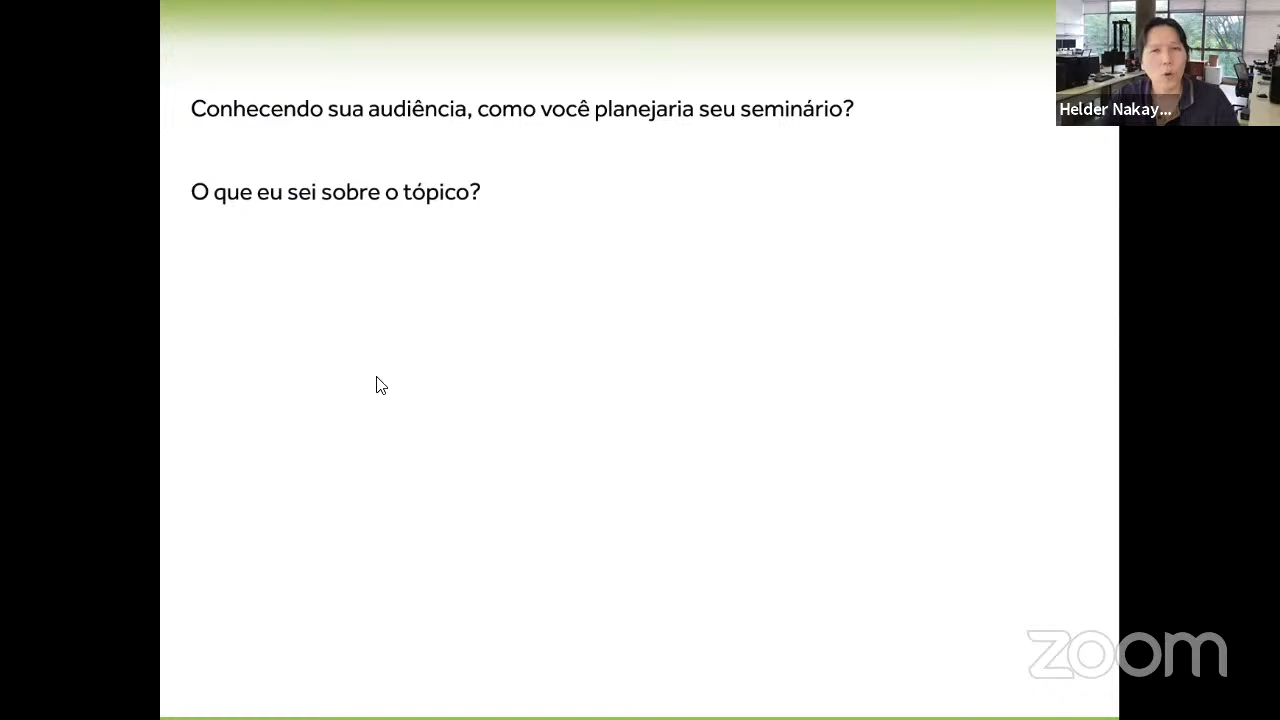 Conhecendo sua audiência, como você planejaria seu seminário?
Helder Nakay...
O que eu sei sobre o tópico?
zoom